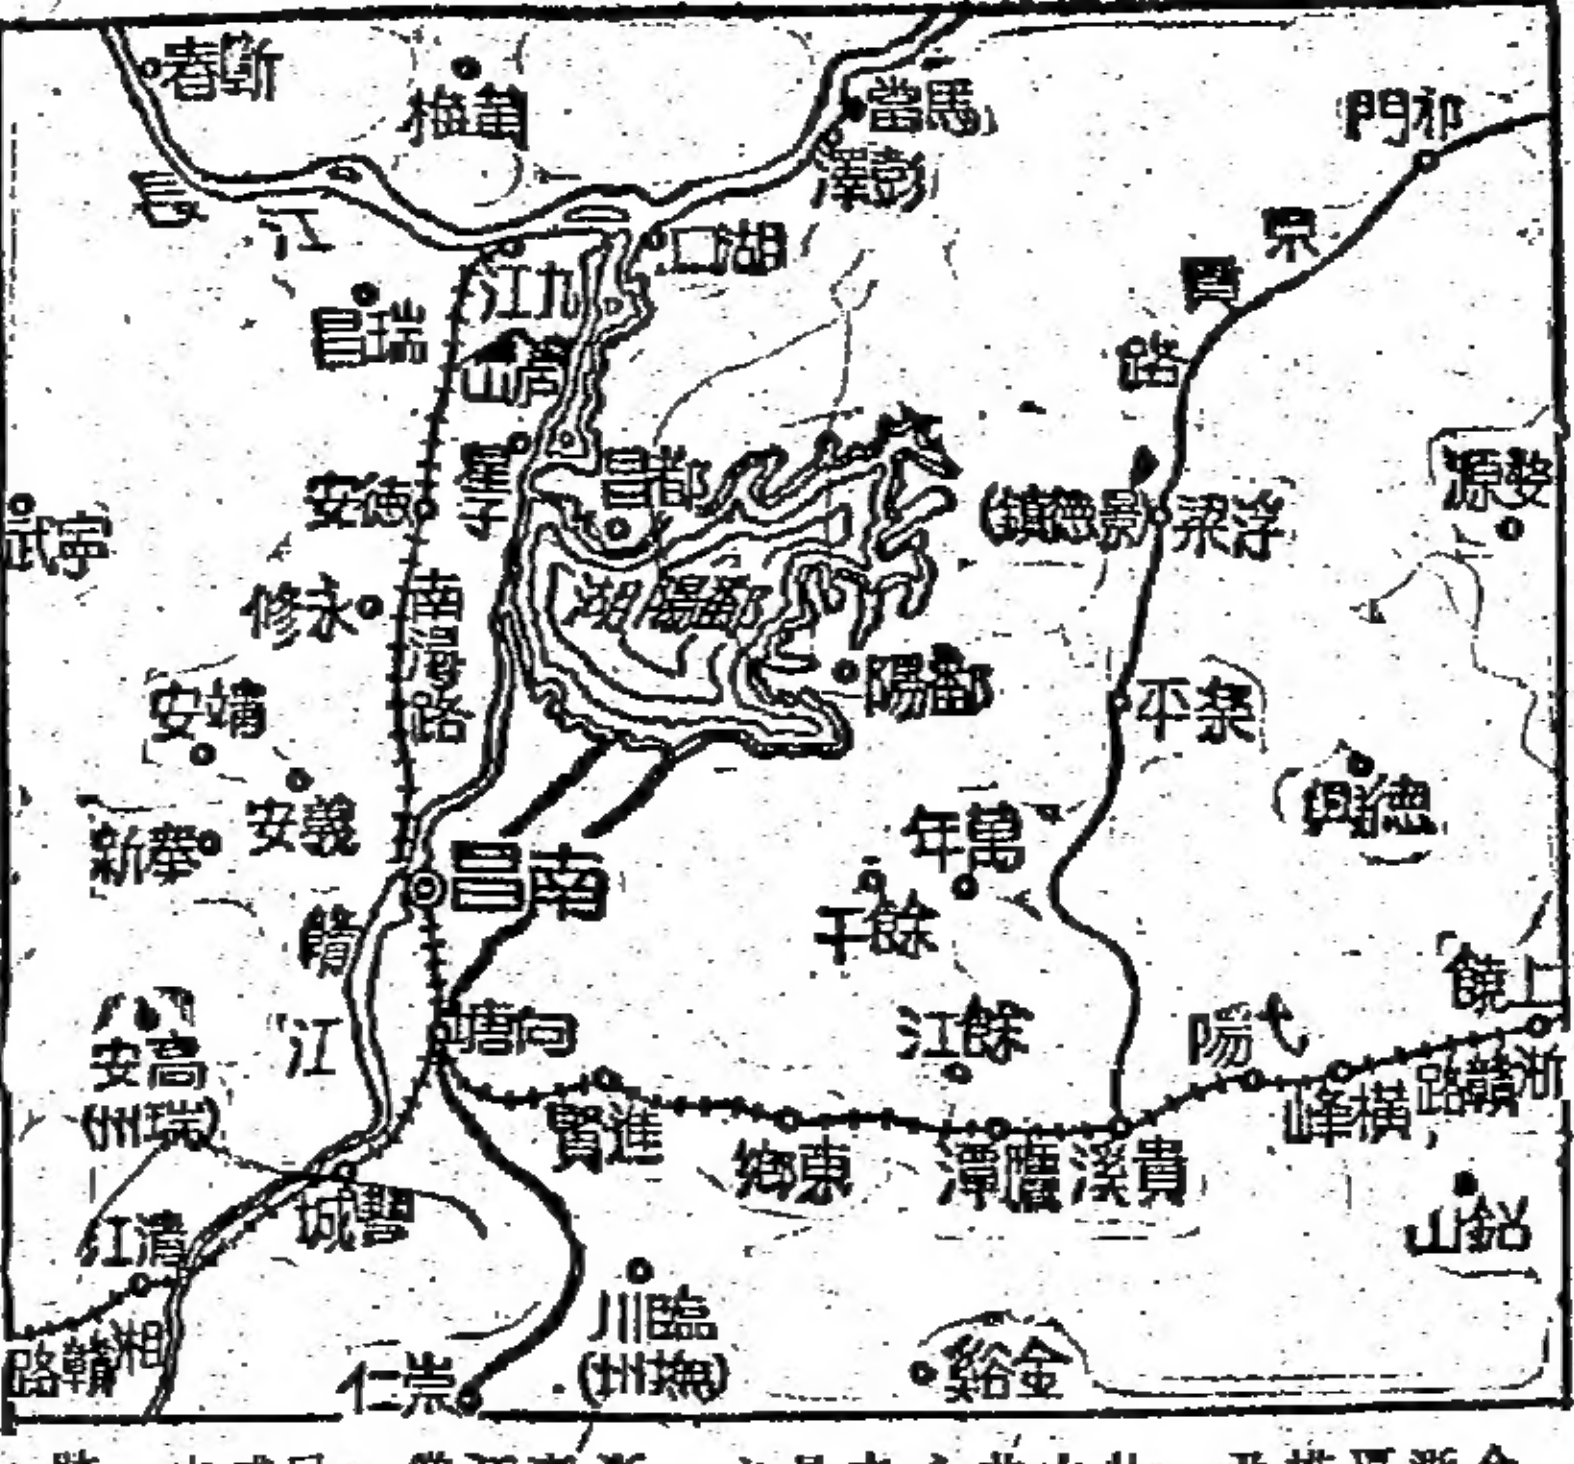 蘄春
黃梅
馬當
彭澤
祁門
長江
湖口
九江
瑞昌
廬山
京貴路
星子
都昌
德安
婺源
浮梁
(景德鎮)
武寧
永修
南潯路
鄱陽湖
鄱陽
樂平
靖安
德興
安義
奉新
萬年
南昌
餘干
贛江
上饒
向塘
餘江
弋陽
高安
(瑞州)
浙贛路
橫峰
進賢
東鄉
鷹潭
貴溪
豐城
鉛山
清江
臨川
(撫州)
湘贛路
崇仁
金谿